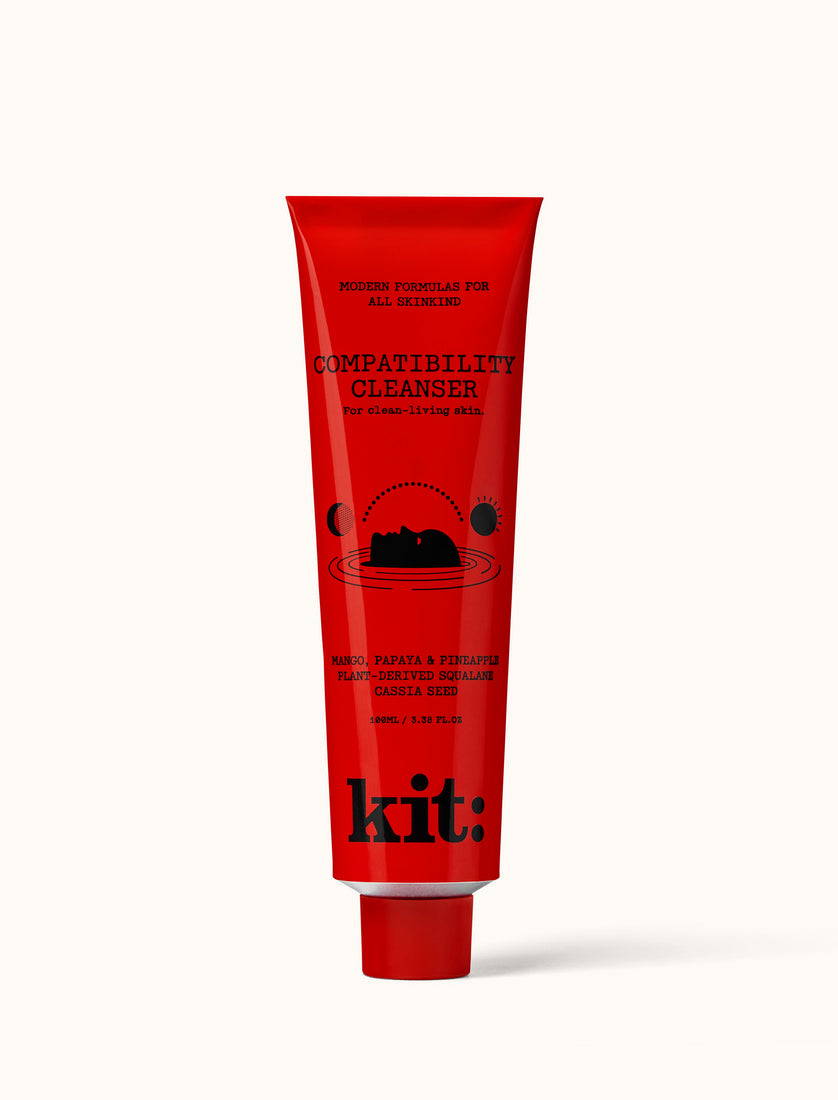 MODERN FORMULAS FOR
ALL SKINKIND
COMPATIBILITY
CLEANSER
For clean-living skin.
MANGO, PAPAYA & PINEAPPLE
PLANT-DERIVED SQUALANE
CASSIA SEED
100ML / 3.38 FL.OZ
kit: